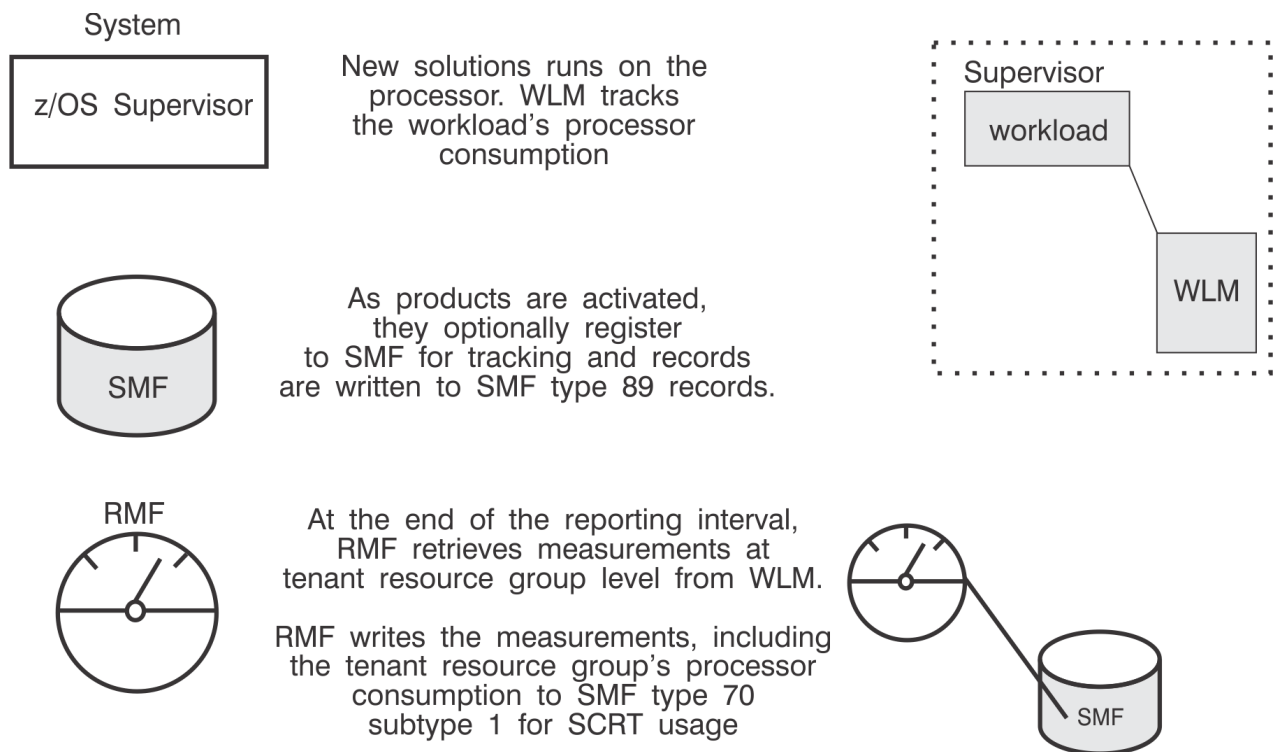 System
z/OS Supervisor
New solutions runs on the
processor. WLM tracks
the workload's processor
consumption
Supervisor
workload
WLM
SMF
As products are activated,
they optionally register
to SMF for tracking and records
are written to SMF type 89 records.
RMF
At the end of the reporting interval,
RMF retrieves measurements at
tenant resource group level from WLM.
RMF writes the measurements, including
the tenant resource group's processor
consumption to SMF type 70
subtype 1 for SCRT usage
SMF